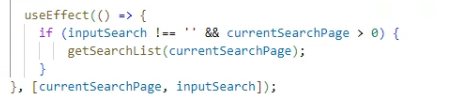 useEffect(() => {
if (inputSearch !== '' && currentSearchPage > 0) {
getSearchList(currentSearchPage);
}
}, [currentSearchPage, inputSearch]);